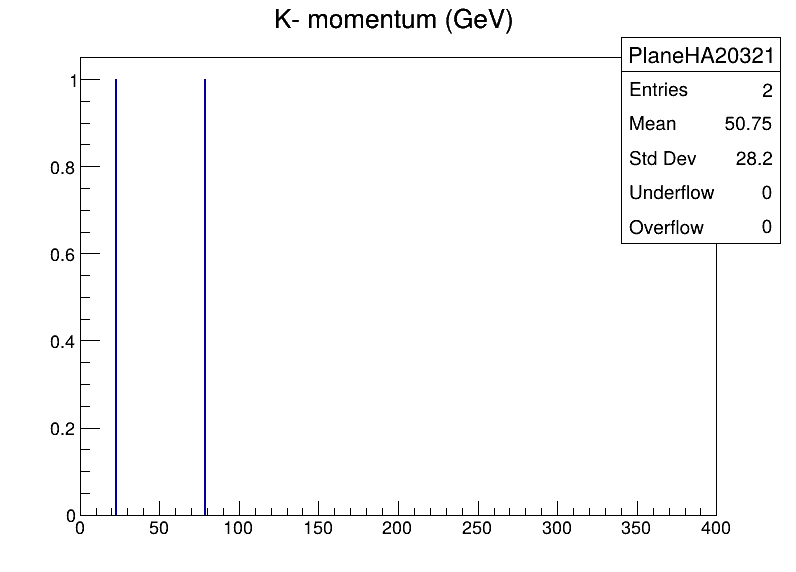 K- momentum (GeV)
PlaneHA20321
Entries 2
Mean 50.75
Std Dev 28.2
Underflow 0
Overflow 0
1
0.8
0.6
0.4
0.2
0
0 50 100 150 200 250 300 350 400